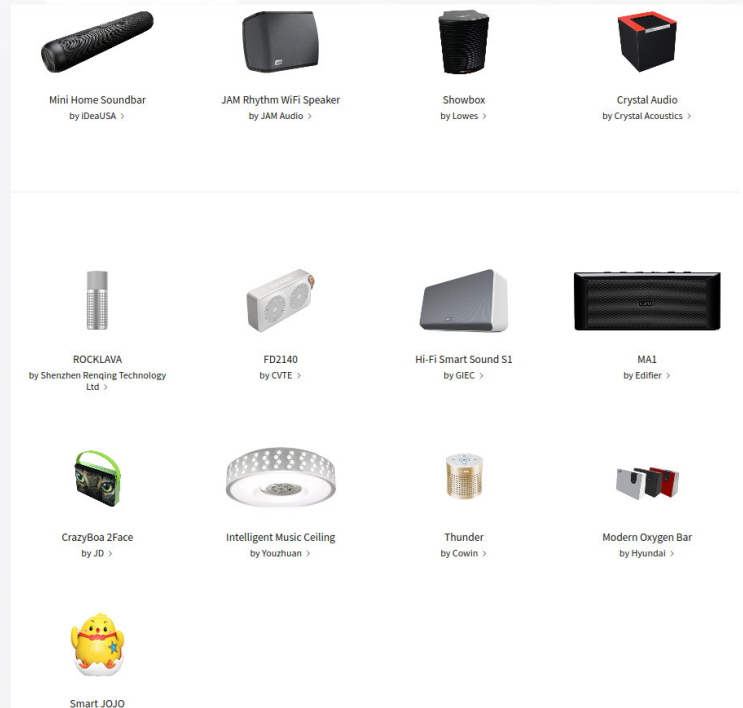 Mini Home Soundbar
by iDeaUSA >
JAM Rhythm WiFi Speaker
by JAM Audio >
Showbox
by Lowes >
Crystal Audio
by Crystal Acoustics >
ROCKLAVA
by Shenzhen Renqing Technology
Ltd >
FD2140
by CVTE >
Hi-Fi Smart Sound S1
by GIEC >
MA1
by Edifier >
CrazyBoa 2Face
by JD >
Intelligent Music Ceiling
by Youzhuan >
Thunder
by Cowin >
Modern Oxygen Bar
by Hyundai >
Smart JOJO